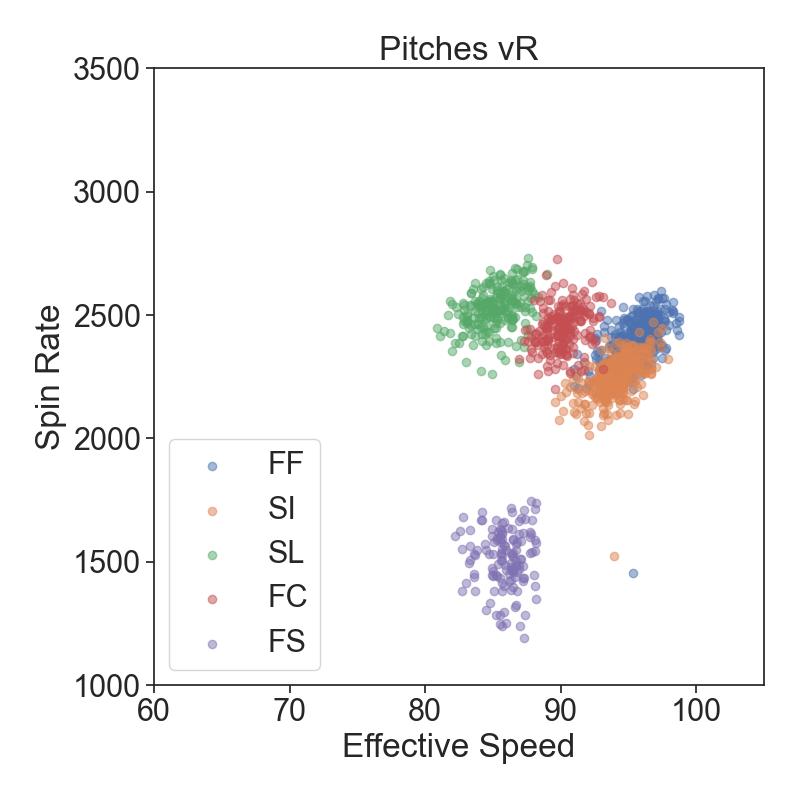 Pitches vR
3500
3000
2500
2000
1500
1000
Spin Rate
FF
SI
SL
FC
FS
60 70 80 90 100
Effective Speed